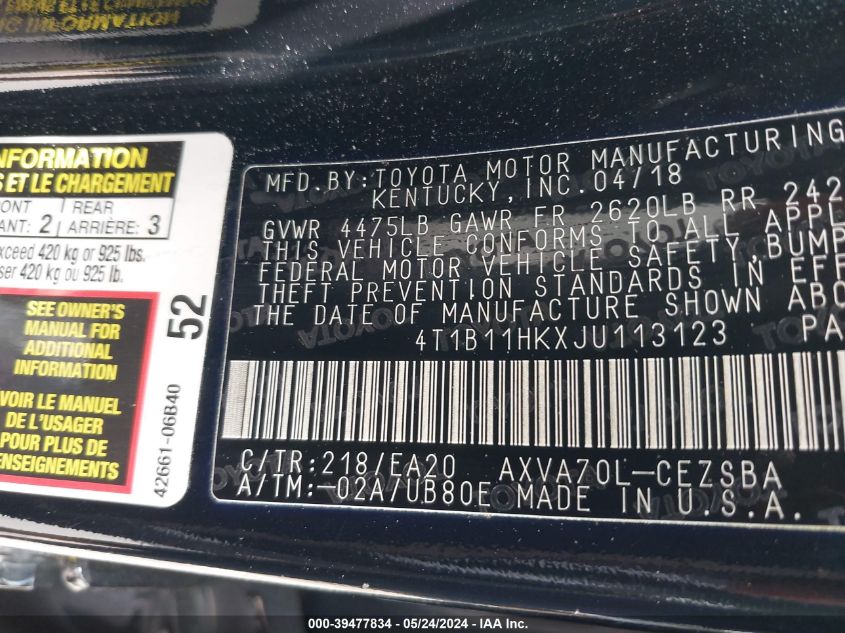 NFORMATION
S ET LE CHARGEMENT
ONT REAR
ANT: 2 ARRIÈRE: 3
xceed 420 kg or 925 lbs.
ser 420 kg ou 925 lb.
SEE OWNER'S
MANUAL FOR
ADDITIONAL
INFORMATION
VOIR LE MANUEL
DE L'USAGER
POUR PLUS DE
ENSEIGNEMENTS
52
42661-06B40
MFD. BY: TOYOTA MOTOR MANUFACTURING
KENTUCKY, INC. 04/18
GVWR 4475LB GAWR FR 2620LB RR 242
THIS VEHICLE CONFORMS TO ALL APPL
FEDERAL MOTOR VEHICLE SAFETY, BUMP
THEFT PREVENTION STANDARDS IN EFF
THE DATE OF MANUFACTURE SHOWN ABO
4T1B11HKXJU113123 PA
C/TR: 218/EA20 AXVA70L-CEZSBA
A/TM: -02A/UB80E MADE IN U.S.A.
000-39477834 - 05/24/2024 - IAA Inc.